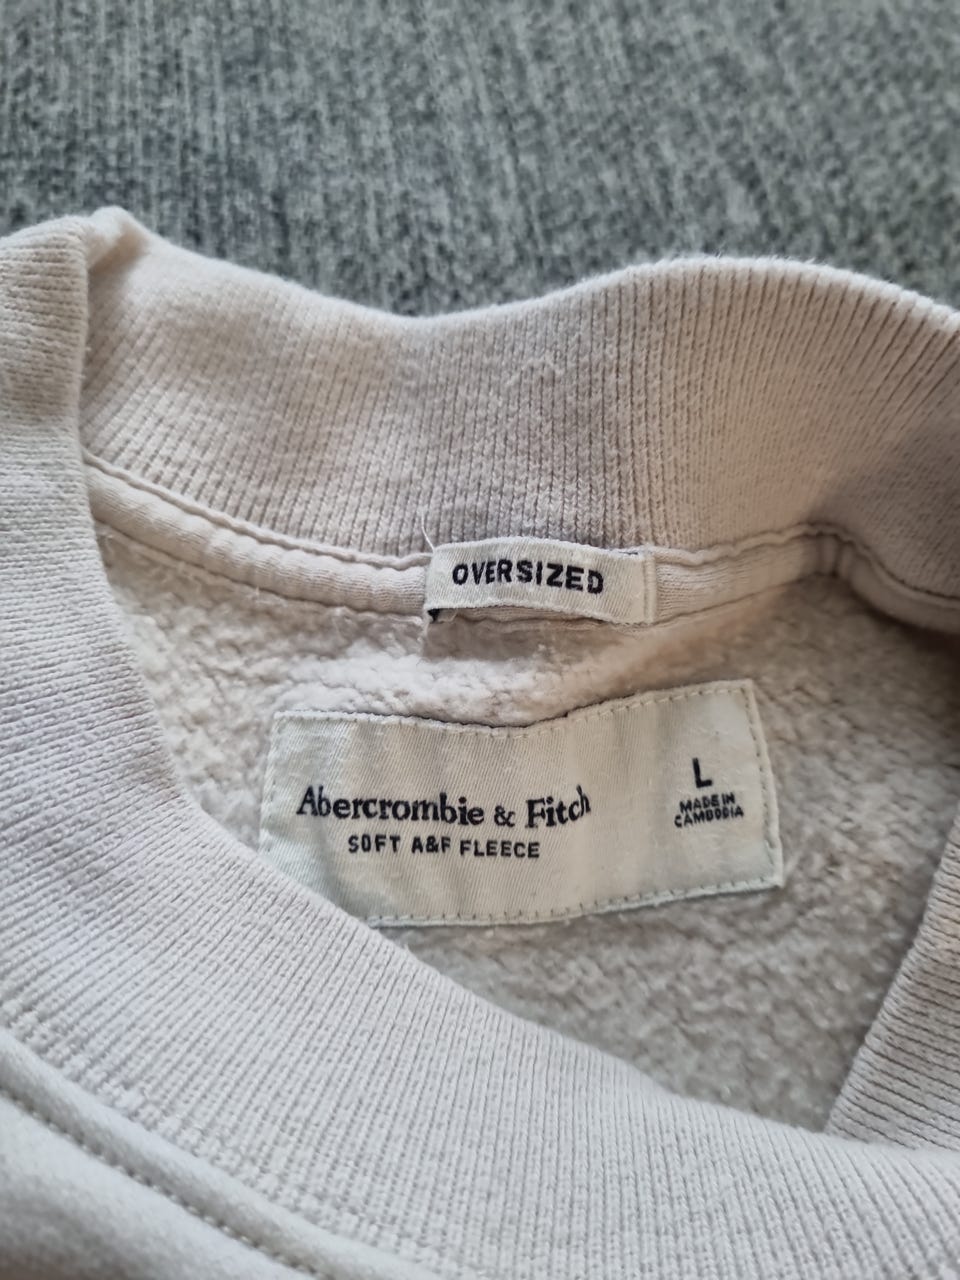 OVERSIZED
Abercrombie & Fitch
SOFT A&F FLEECE
L
MADE IN
CAMBODIA